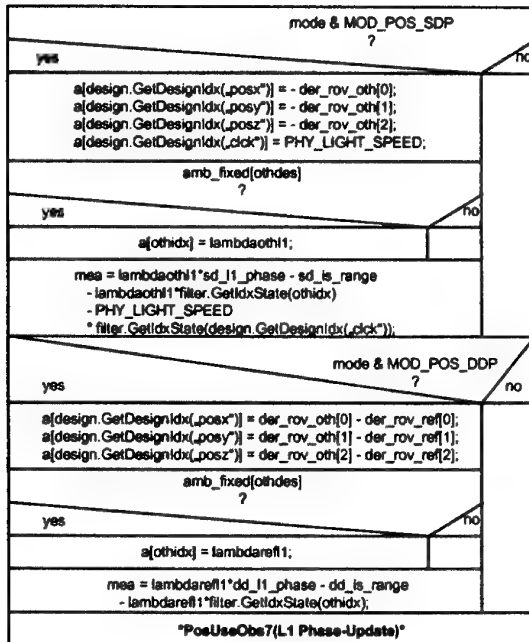 mode & MOD_POS_SDP
?
yes
no
a[design.GetDesignIdx(„posx")] = - der_rov_oth[0];
a[design.GetDesignIdx(„posy")] = - der_rov_oth[1];
a[design.GetDesignIdx(„posz")] = - der_rov_oth[2];
a[design.GetDesignIdx(„clck")] = PHY_LIGHT_SPEED;
amb_fixed[othdes]
?
yes
no
a[othidx] = lambdaothl1;
mea = lambdaothl1*sd_l1_phase - sd_is_range
- lambdaothl1*filter.GetIdxState(othidx)
- PHY_LIGHT_SPEED
* filter.GetIdxState(design.GetDesignIdx(„clck"));
mode & MOD_POS_DDP
?
yes
no
a[design.GetDesignIdx(„posx")] = der_rov_oth[0] - der_rov_ref[0];
a[design.GetDesignIdx(„posy")] = der_rov_oth[1] - der_rov_ref[1];
a[design.GetDesignIdx(„posz")] = der_rov_oth[2] - der_rov_ref[2];
amb_fixed[othdes]
?
yes
no
a[othidx] = lambdarefl1;
mea = lambdarefl1*dd_l1_phase - dd_is_range
- lambdarefl1*filter.GetIdxState(othidx);
"PosUseObs7(L1 Phase-Update)"